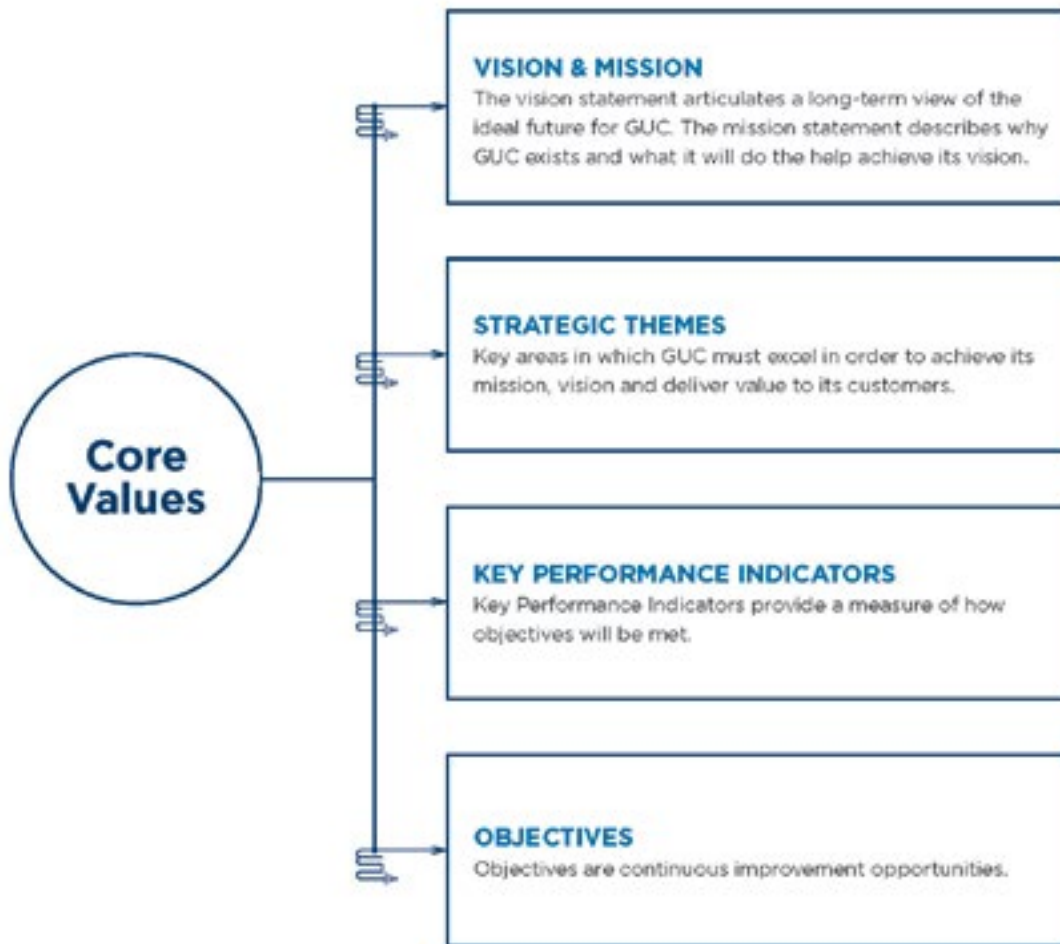 Core
Values
VISION & MISSION
The vision statement articulates a long-term view of the
ideal future for GUC. The mission statement describes why
GUC exists and what it will do the help achieve its vision.
STRATEGIC THEMES
Key areas in which GUC must excel in order to achieve its
mission, vision and deliver value to its customers.
KEY PERFORMANCE INDICATORS
Key Performance Indicators provide a measure of how
objectives will be met.
OBJECTIVES
Objectives are continuous improvement opportunities.